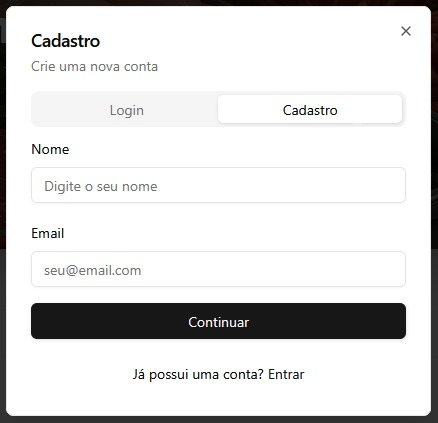 Cadastro
Crie uma nova conta
Login Cadastro
Nome
Digite o seu nome
Email
seu@email.com
Continuar
Já possui uma conta? Entrar